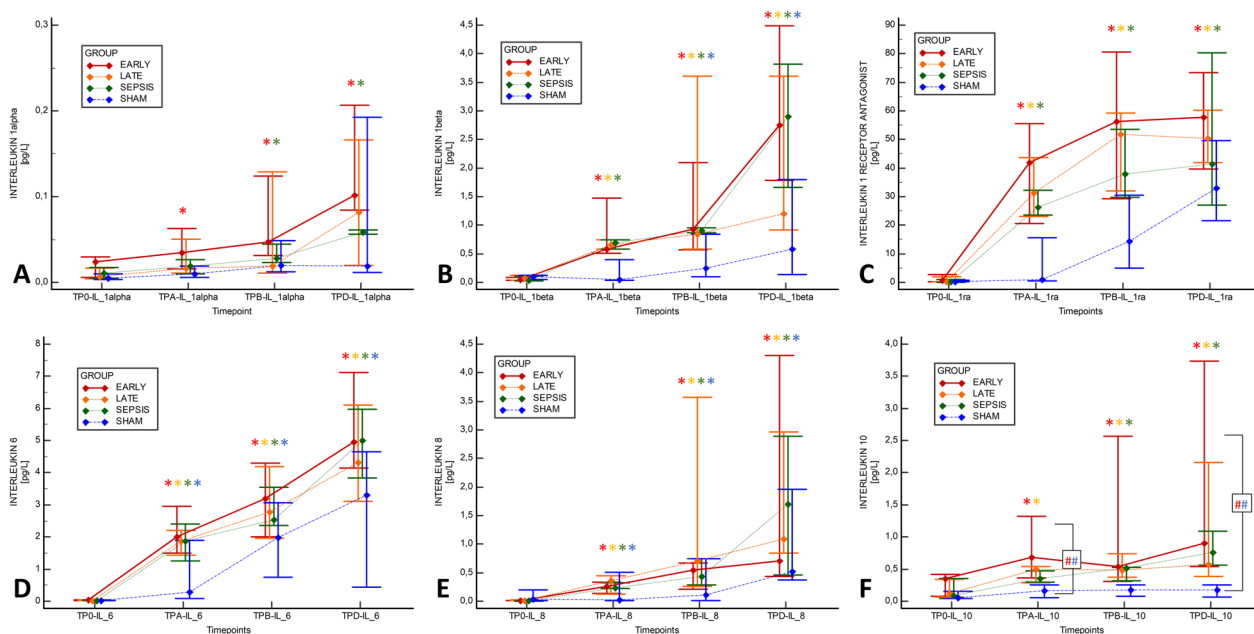 A
INTERLEUKIN 1alpha
[pg/L]
0,3
0,2
0,1
0,0
GROUP
EARLY
LATE
SEPSIS
SHAM
* *
* *
*
TP0-IL_1alpha TPA-IL_1alpha TPB-IL_1alpha TPD-IL_1alpha
Timepoint
B
INTERLEUKIN 1beta
[pg/L]
4,5
4,0
3,5
3,0
2,5
2,0
1,5
1,0
0,5
0,0
GROUP
EARLY
LATE
SEPSIS
SHAM
* * * *
* * * *
* * *
TP0-IL_1beta TPA-IL_1beta TPB-IL_1beta TPD-IL_1beta
Timepoints
C
INTERLEUKIN 1 RECEPTOR ANTAGONIST
[pg/L]
90
80
70
60
50
40
30
20
10
0
GROUP
EARLY
LATE
SEPSIS
SHAM
* * *
* * *
* * *
TP0-IL_1ra TPA-IL_1ra TPB-IL_1ra TPD-IL_1ra
Timepoints
D
INTERLEUKIN 6
[pg/L]
8
7
6
5
4
3
2
1
0
GROUP
EARLY
LATE
SEPSIS
SHAM
* * * *
* * * *
* * * *
TP0-IL_6 TPA-IL_6 TPB-IL_6 TPD-IL_6
Timepoints
E
INTERLEUKIN 8
[pg/L]
4,5
4,0
3,5
3,0
2,5
2,0
1,5
1,0
0,5
0,0
GROUP
EARLY
LATE
SEPSIS
SHAM
* * * *
* * * *
* * * *
TP0-IL_8 TPA-IL_8 TPB-IL_8 TPD-IL_8
Timepoints
F
INTERLEUKIN 10
[pg/L]
4,0
3,5
3,0
2,5
2,0
1,5
1,0
0,5
0,0
GROUP
EARLY
LATE
SEPSIS
SHAM
* * *
* * *
* *
##
##
TP0-IL_10 TPA-IL_10 TPB-IL_10 TPD-IL_10
Timepoints